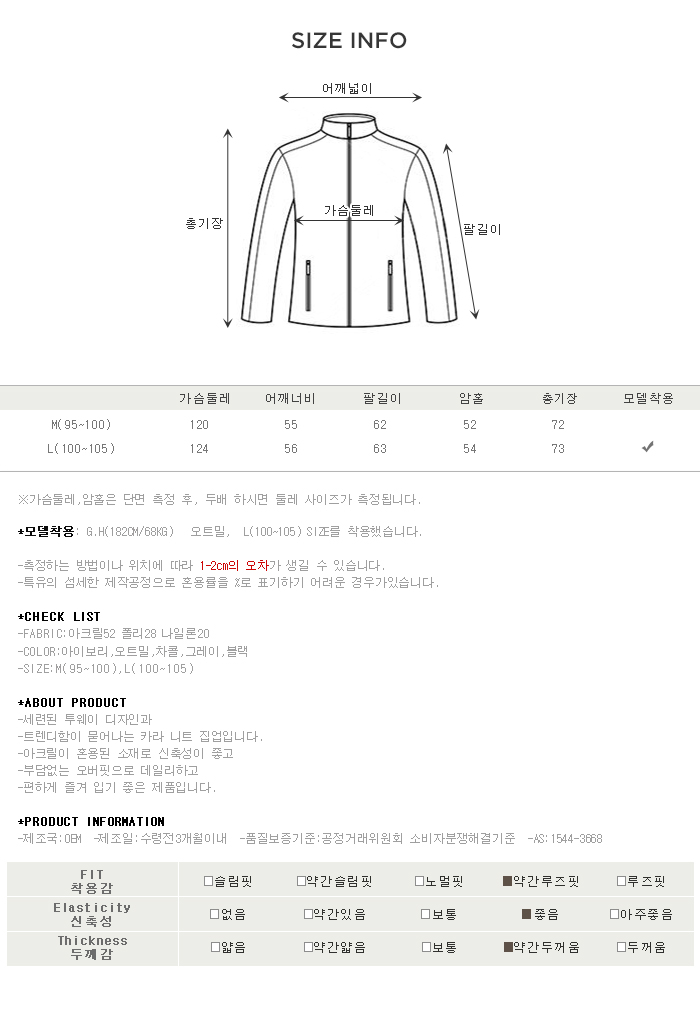 SIZE INFO
어깨넓이
총기장
가슴둘레
팔길이
가슴둘레 어깨너비 팔길이 암홀 총기장 모델착용
M(95~100) 120 55 62 52 72
L(100~105) 124 56 63 54 73 ✓
※가슴둘레,암홀은 단면 측정 후, 두배 하시면 둘레 사이즈가 측정됩니다.
*모델착용: G.H(182CM/68KG) 오트밀, L(100~105)SIZE를 착용했습니다.
-측정하는 방법이나 위치에 따라 1-2cm의 오차가 생길 수 있습니다.
-특유의 섬세한 제작공정으로 혼용률을 %로 표기하기 어려운 경우가있습니다.
*CHECK LIST
-FABRIC:아크릴52 폴리28 나일론20
-COLOR:아이보리,오트밀,차콜,그레이,블랙
-SIZE:M(95~100),L(100~105)
*ABOUT PRODUCT
-세련된 투웨이 디자인과
-트렌디함이 묻어나는 카라 니트 집업입니다.
-아크릴이 혼용된 소재로 신축성이 좋고
-부담없는 오버핏으로 데일리하고
-편하게 즐겨 입기 좋은 제품입니다.
*PRODUCT INFORMATION
-제조국:OEM -제조일:수령전3개월이내 -품질보증기준:공정거래위원회 소비자분쟁해결기준 -AS:1544-3668
FIT
착용감
□슬림핏 □약간슬림핏 □노멀핏 ■약간루즈핏 □루즈핏
Elasticity
신축성
□없음 □약간있음 □보통 ■좋음 □아주좋음
Thickness
두께감
□얇음 □약간얇음 □보통 ■약간두꺼움 □두꺼움